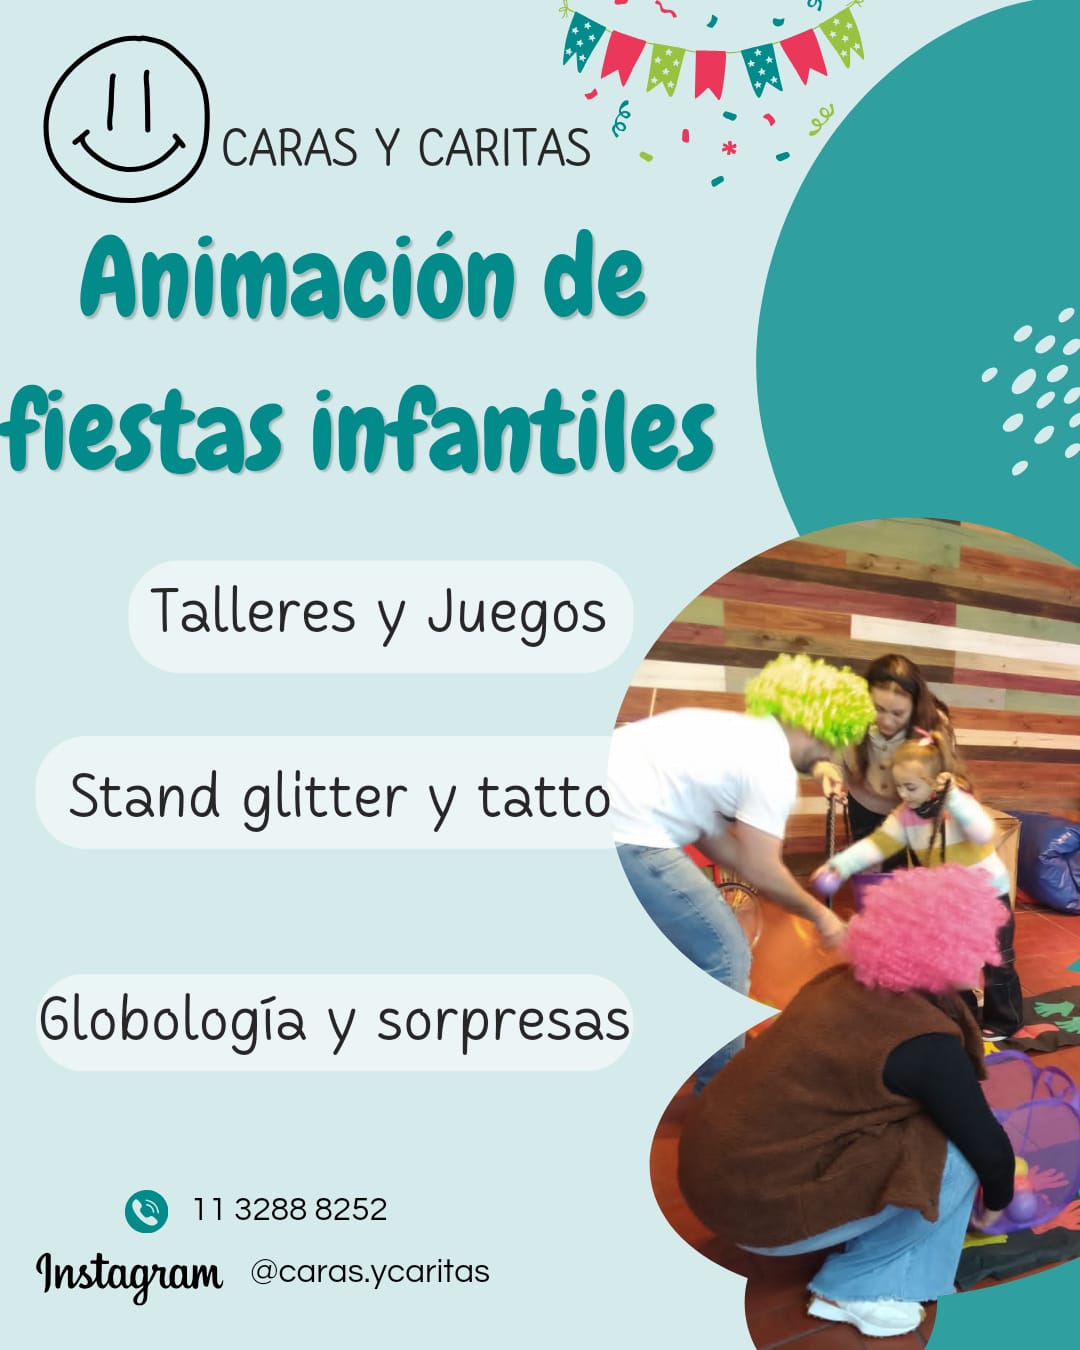 CARAS Y CARITAS
Animación de
fiestas infantiles
Talleres y Juegos
Stand glitter y tatto
Globología y sorpresas
11 3288 8252
Instagram @caras.ycaritas